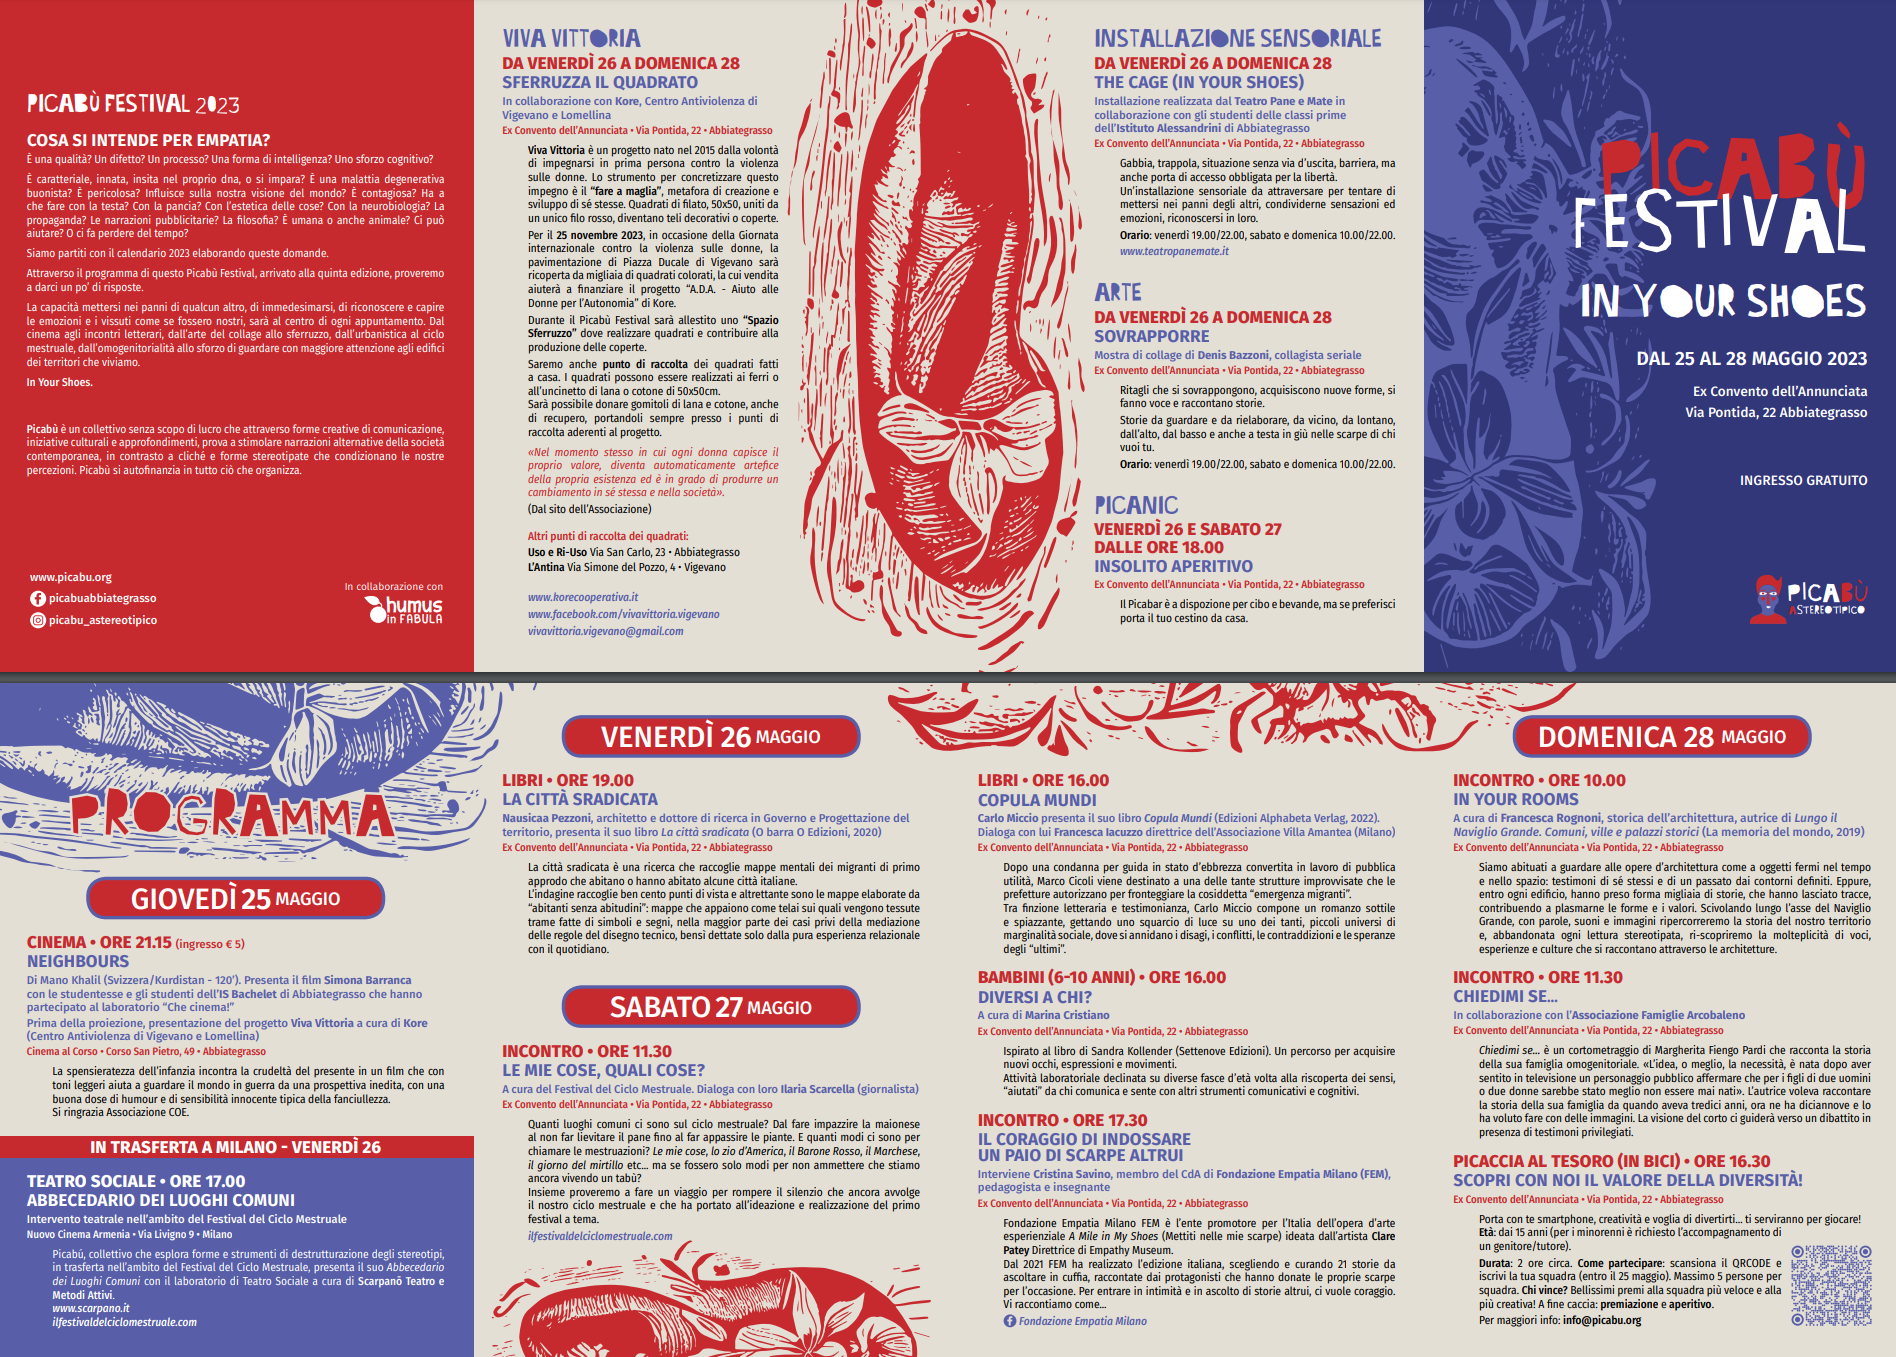 PICABÙ FESTIVAL 2023
COSA SI INTENDE PER EMPATIA?
È una qualità? Un difetto? Un processo? Una forma di intelligenza? Uno sforzo cognitivo?
È caratteriale, innata, insita nel proprio dna, o si impara? È una malattia degenerativa
buonista? È pericolosa? Influisce sulla nostra visione del mondo? È contagiosa? Ha a
che fare con la testa? Con la pancia? Con l'estetica delle cose? Con la neurobiologia? La
propaganda? Le narrazioni pubblicitarie? La filosofia? È umana o anche animale? Ci può
aiutare? O ci fa perdere del tempo?
Siamo partiti con il calendario 2023 elaborando queste domande.
Attraverso il programma di questo Picabù Festival, arrivato alla quinta edizione, proveremo
a darci un po' di risposte.
La capacità mettersi nei panni di qualcun altro, di immedesimarsi, di riconoscere e capire
le emozioni e i vissuti come se fossero nostri, sarà al centro di ogni appuntamento. Dal
cinema agli incontri letterari, dall'arte del collage allo sferruzzo, dall'urbanistica al ciclo
mestruale, dall'omogenitorialità allo sforzo di guardare con maggiore attenzione agli edifici
dei territori che viviamo.
In Your Shoes.
Picabù è un collettivo senza scopo di lucro che attraverso forme creative di comunicazione,
iniziative culturali e approfondimenti, prova a stimolare narrazioni alternative della società
contemporanea, in contrasto a cliché e forme stereotipate che condizionano le nostre
percezioni. Picabù si autofinanzia in tutto ciò che organizza.
www.picabu.org
picabuabbiategrasso
picabu_astereotipico
In collaborazione con
humus
in FABULA
VIVA VITTORIA
DA VENERDÌ 26 A DOMENICA 28
SFERRUZZA IL QUADRATO
In collaborazione con Kore, Centro Antiviolenza di
Vigevano e Lomellina
Ex Convento dell'Annunciata • Via Pontida, 22 • Abbiategrasso
Viva Vittoria è un progetto nato nel 2015 dalla volontà
di impegnarsi in prima persona contro la violenza
sulle donne. Lo strumento per concretizzare questo
impegno è il “fare a maglia”, metafora di creazione e
sviluppo di sé stesse. Quadrati di filato, 50x50, uniti da
un unico filo rosso, diventano teli decorativi o coperte.
Per il 25 novembre 2023, in occasione della Giornata
internazionale contro la violenza sulle donne, la
pavimentazione di Piazza Ducale di Vigevano sarà
ricoperta da migliaia di quadrati colorati, la cui vendita
aiuterà a finanziare il progetto “A.D.A. - Aiuto alle
Donne per l'Autonomia” di Kore.
Durante il Picabù Festival sarà allestito uno “Spazio
Sferruzzo” dove realizzare quadrati e contribuire alla
produzione delle coperte.
Saremo anche punto di raccolta dei quadrati fatti
a casa. I quadrati possono essere realizzati ai ferri o
all'uncinetto di lana o cotone di 50x50cm.
Sarà possibile donare gomitoli di lana e cotone, anche
di recupero, portandoli sempre presso i punti di
raccolta aderenti al progetto.
«Nel momento stesso in cui ogni donna capisce il
proprio valore, diventa automaticamente artefice
della propria esistenza ed è in grado di produrre un
cambiamento in sé stessa e nella società».
(Dal sito dell'Associazione)
Altri punti di raccolta dei quadrati:
Uso e Ri-Uso Via San Carlo, 23 • Abbiategrasso
L'Antina Via Simone del Pozzo, 4 • Vigevano
www.korecooperativa.it
www.facebook.com/vivavittoria.vigevano
vivavittoria.vigevano@gmail.com
INSTALLAZIONE SENSORIALE
DA VENERDÌ 26 A DOMENICA 28
THE CAGE (IN YOUR SHOES)
Installazione realizzata dal Teatro Pane e Mate in
collaborazione con gli studenti delle classi prime
dell'Istituto Alessandrini di Abbiategrasso
Ex Convento dell'Annunciata • Via Pontida, 22 • Abbiategrasso
Gabbia, trappola, situazione senza via d'uscita, barriera, ma
anche porta di accesso obbligata per la libertà.
Un'installazione sensoriale da attraversare per tentare di
mettersi nei panni degli altri, condividerne sensazioni ed
emozioni, riconoscersi in loro.
Orario: venerdì 19.00/22.00, sabato e domenica 10.00/22.00.
www.teatropanemate.it
ARTE
DA VENERDÌ 26 A DOMENICA 28
SOVRAPPORRE
Mostra di collage di Denis Bazzoni, collagista seriale
Ex Convento dell'Annunciata • Via Pontida, 22 • Abbiategrasso
Ritagli che si sovrappongono, acquisiscono nuove forme, si
fanno voce e raccontano storie.
Storie da guardare e da rielaborare, da vicino, da lontano,
dall'alto, dal basso e anche a testa in giù nelle scarpe di chi
vuoi tu.
Orario: venerdì 19.00/22.00, sabato e domenica 10.00/22.00.
PICANIC
VENERDÌ 26 E SABATO 27
DALLE ORE 18.00
INSOLITO APERITIVO
Ex Convento dell'Annunciata • Via Pontida, 22 • Abbiategrasso
Il Picabar è a dispozione per cibo e bevande, ma se preferisci
porta il tuo cestino da casa.
PICABÙ
FESTIVAL
IN YOUR SHOES
DAL 25 AL 28 MAGGIO 2023
Ex Convento dell'Annunciata
Via Pontida, 22 Abbiategrasso
INGRESSO GRATUITO
PICABÙ
ASTEREOTIPICO
PROGRAMMA
GIOVEDÌ 25 MAGGIO
CINEMA • ORE 21.15 (ingresso € 5)
NEIGHBOURS
Di Mano Khalil (Svizzera/Kurdistan - 120'). Presenta il film Simona Barranca
con le studentesse e gli studenti dell'IS Bachelet di Abbiategrasso che hanno
partecipato al laboratorio “Che cinema!”
Prima della proiezione, presentazione del progetto Viva Vittoria a cura di Kore
(Centro Antiviolenza di Vigevano e Lomellina)
Cinema al Corso • Corso San Pietro, 49 • Abbiategrasso
La spensieratezza dell'infanzia incontra la crudeltà del presente in un film che con
toni leggeri aiuta a guardare il mondo in guerra da una prospettiva inedita, con una
buona dose di humour e di sensibilità innocente tipica della fanciullezza.
Si ringrazia Associazione COE.
IN TRASFERTA A MILANO - VENERDÌ 26
TEATRO SOCIALE • ORE 17.00
ABBECEDARIO DEI LUOGHI COMUNI
Intervento teatrale nell'ambito del Festival del Ciclo Mestruale
Nuovo Cinema Armenia • Via Livigno 9 • Milano
Picabù, collettivo che esplora forme e strumenti di destrutturazione degli stereotipi,
in trasferta nell'ambito del Festival del Ciclo Mestruale, presenta il suo Abbecedario
dei Luoghi Comuni con il laboratorio di Teatro Sociale a cura di Scarpanò Teatro e
Metodi Attivi.
www.scarpano.it
ilfestivaldelciclomestruale.com
VENERDÌ 26 MAGGIO
LIBRI • ORE 19.00
LA CITTÀ SRADICATA
Nausicaa Pezzoni, architetto e dottore di ricerca in Governo e Progettazione del
territorio, presenta il suo libro La città sradicata (O barra O Edizioni, 2020)
Ex Convento dell'Annunciata • Via Pontida, 22 • Abbiategrasso
La città sradicata è una ricerca che raccoglie mappe mentali dei migranti di primo
approdo che abitano o hanno abitato alcune città italiane.
L'indagine raccoglie ben cento punti di vista e altrettante sono le mappe elaborate da
“abitanti senza abitudini”: mappe che appaiono come telai sui quali vengono tessute
trame fatte di simboli e segni, nella maggior parte dei casi privi della mediazione
delle regole del disegno tecnico, bensì dettate solo dalla pura esperienza relazionale
con il quotidiano.
SABATO 27 MAGGIO
INCONTRO • ORE 11.30
LE MIE COSE, QUALI COSE?
A cura del Festival del Ciclo Mestruale. Dialoga con loro Ilaria Scarcella (giornalista)
Ex Convento dell'Annunciata • Via Pontida, 22 • Abbiategrasso
Quanti luoghi comuni ci sono sul ciclo mestruale? Dal fare impazzire la maionese
al non far lievitare il pane fino al far appassire le piante. E quanti modi ci sono per
chiamare le mestruazioni? Le mie cose, lo zio d'America, il Barone Rosso, il Marchese,
il giorno del mirtillo etc... ma se fossero solo modi per non ammettere che stiamo
ancora vivendo un tabù?
Insieme proveremo a fare un viaggio per rompere il silenzio che ancora avvolge
il nostro ciclo mestruale e che ha portato all'ideazione e realizzazione del primo
festival a tema.
ilfestivaldelciclomestruale.com
LIBRI • ORE 16.00
COPULA MUNDI
Carlo Miccio presenta il suo libro Copula Mundi (Edizioni Alphabeta Verlag, 2022).
Dialoga con lui Francesca Iacuzzo direttrice dell'Associazione Villa Amantea (Milano)
Ex Convento dell'Annunciata • Via Pontida, 22 • Abbiategrasso
Dopo una condanna per guida in stato d'ebbrezza convertita in lavoro di pubblica
utilità, Marco Cicoli viene destinato a una delle tante strutture improvvisate che le
prefetture autorizzano per fronteggiare la cosiddetta “emergenza migranti”.
Tra finzione letteraria e testimonianza, Carlo Miccio compone un romanzo sottile
e spiazzante, gettando uno squarcio di luce su uno dei tanti, piccoli universi di
marginalità sociale, dove si annidano i disagi, i conflitti, le contraddizioni e le speranze
degli “ultimi”.
BAMBINI (6-10 ANNI) • ORE 16.00
DIVERSI A CHI?
A cura di Marina Cristiano
Ex Convento dell'Annunciata • Via Pontida, 22 • Abbiategrasso
Ispirato al libro di Sandra Kollender (Settenove Edizioni). Un percorso per acquisire
nuovi occhi, espressioni e movimenti.
Attività laboratoriale declinata su diverse fasce d'età volta alla riscoperta dei sensi,
“aiutati” da chi comunica e sente con altri strumenti comunicativi e cognitivi.
INCONTRO • ORE 17.30
IL CORAGGIO DI INDOSSARE
UN PAIO DI SCARPE ALTRUI
Interviene Cristina Savino, membro del CdA di Fondazione Empatia Milano (FEM),
pedagogista e insegnante
Ex Convento dell'Annunciata • Via Pontida, 22 • Abbiategrasso
Fondazione Empatia Milano FEM è l'ente promotore per l'Italia dell'opera d'arte
esperienziale A Mile in My Shoes (Mettiti nelle mie scarpe) ideata dall'artista Clare
Patey Direttrice di Empathy Museum.
Dal 2021 FEM ha realizzato l'edizione italiana, scegliendo e curando 21 storie da
ascoltare in cuffia, raccontate dai protagonisti che hanno donate le proprie scarpe
per l'occasione. Per entrare in intimità e in ascolto di storie altrui, ci vuole coraggio.
Vi raccontiamo come...
Fondazione Empatia Milano
DOMENICA 28 MAGGIO
INCONTRO • ORE 10.00
IN YOUR ROOMS
A cura di Francesca Rognoni, storica dell'architettura, autrice di Lungo il
Naviglio Grande. Comuni, ville e palazzi storici (La memoria del mondo, 2019)
Ex Convento dell'Annunciata • Via Pontida, 22 • Abbiategrasso
Siamo abituati a guardare alle opere d'architettura come a oggetti fermi nel tempo
e nello spazio: testimoni di sé stessi e di un passato dai contorni definiti. Eppure,
entro ogni edificio, hanno preso forma migliaia di storie, che hanno lasciato tracce,
contribuendo a plasmarne le forme e i valori. Scivolando lungo l'asse del Naviglio
Grande, con parole, suoni e immagini ripercorreremo la storia del nostro territorio
e, abbandonata ogni lettura stereotipata, ri-scopriremo la molteplicità di voci,
esperienze e culture che si raccontano attraverso le architetture.
INCONTRO • ORE 11.30
CHIEDIMI SE...
In collaborazione con l'Associazione Famiglie Arcobaleno
Ex Convento dell'Annunciata • Via Pontida, 22 • Abbiategrasso
Chiedimi se... è un cortometraggio di Margherita Fiengo Pardi che racconta la storia
della sua famiglia omogenitoriale. «L'idea, o meglio, la necessità, è nata dopo aver
sentito in televisione un personaggio pubblico affermare che per i figli di due uomini
o due donne sarebbe stato meglio non essere mai nati». L'autrice voleva raccontare
la storia della sua famiglia da quando aveva tredici anni, ora ne ha diciannove e lo
ha voluto fare con delle immagini. La visione del corto ci guiderà verso un dibattito in
presenza di testimoni privilegiati.
PICACCIA AL TESORO (IN BICI) • ORE 16.30
SCOPRI CON NOI IL VALORE DELLA DIVERSITÀ!
Ex Convento dell'Annunciata • Via Pontida, 22 • Abbiategrasso
Porta con te smartphone, creatività e voglia di divertirti... ti serviranno per giocare!
Età: dai 15 anni (per i minorenni è richiesto l'accompagnamento di
un genitore/tutore).
Durata: 2 ore circa. Come partecipare: scansiona il QRCODE e
iscrivi la tua squadra (entro il 25 maggio). Massimo 5 persone per
squadra. Chi vince? Bellissimi premi alla squadra più veloce e alla
più creativa! A fine caccia: premiazione e aperitivo.
Per maggiori info: info@picabu.org